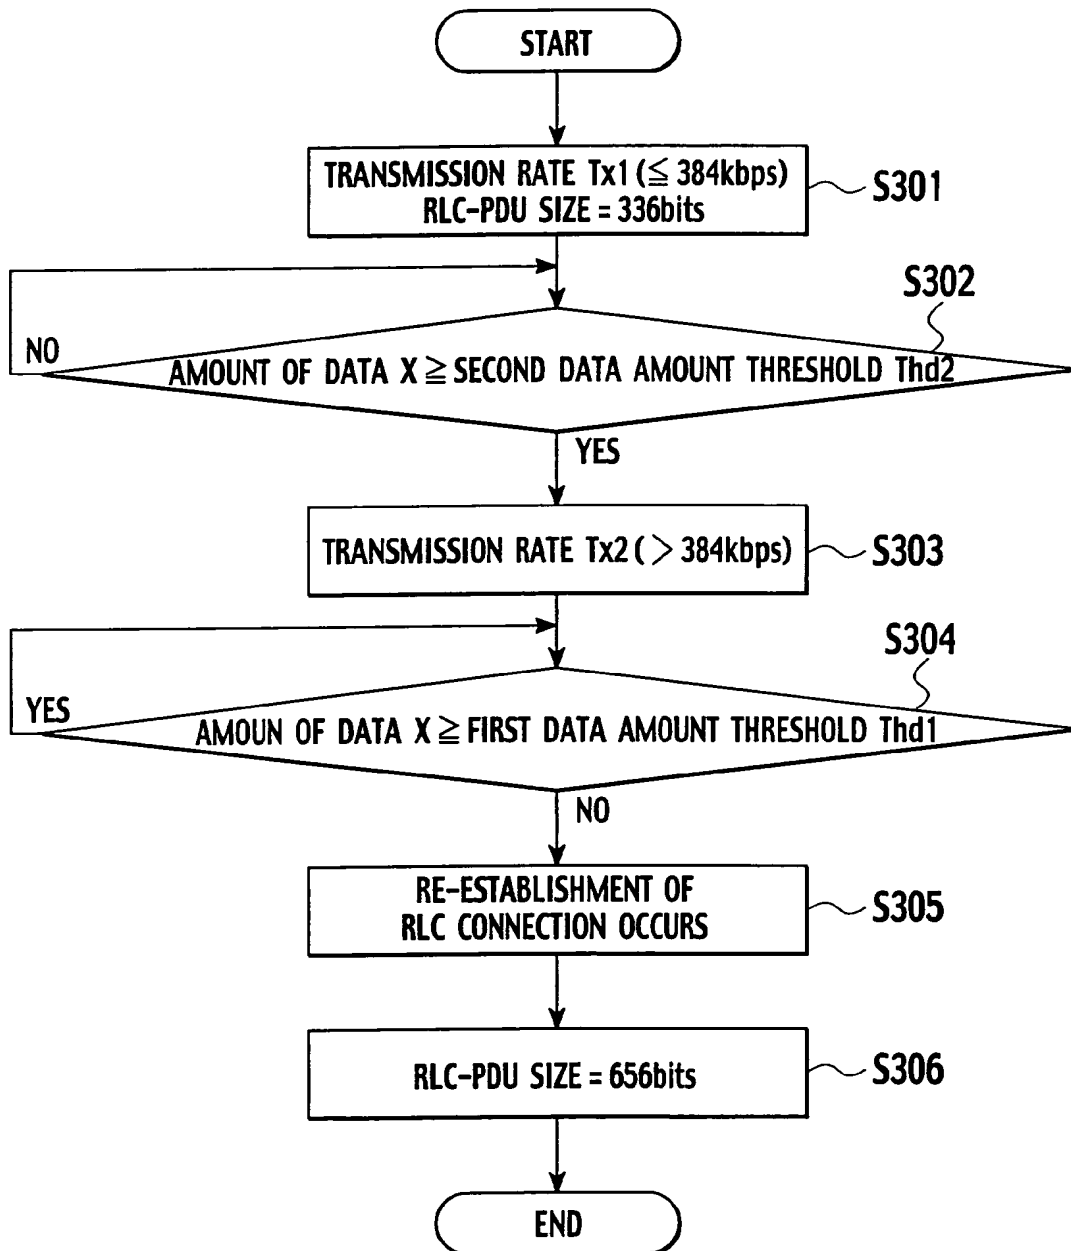 START
TRANSMISSION RATE Tx1 (≦ 384kbps)
RLC-PDU SIZE = 336bits
S301
S302
NO
AMOUNT OF DATA X ≧ SECOND DATA AMOUNT THRESHOLD Thd2
YES
TRANSMISSION RATE Tx2 ( > 384kbps)
S303
S304
YES
AMOUN OF DATA X ≧ FIRST DATA AMOUNT THRESHOLD Thd1
NO
RE-ESTABLISHMENT OF
RLC CONNECTION OCCURS
S305
RLC-PDU SIZE = 656bits
S306
END